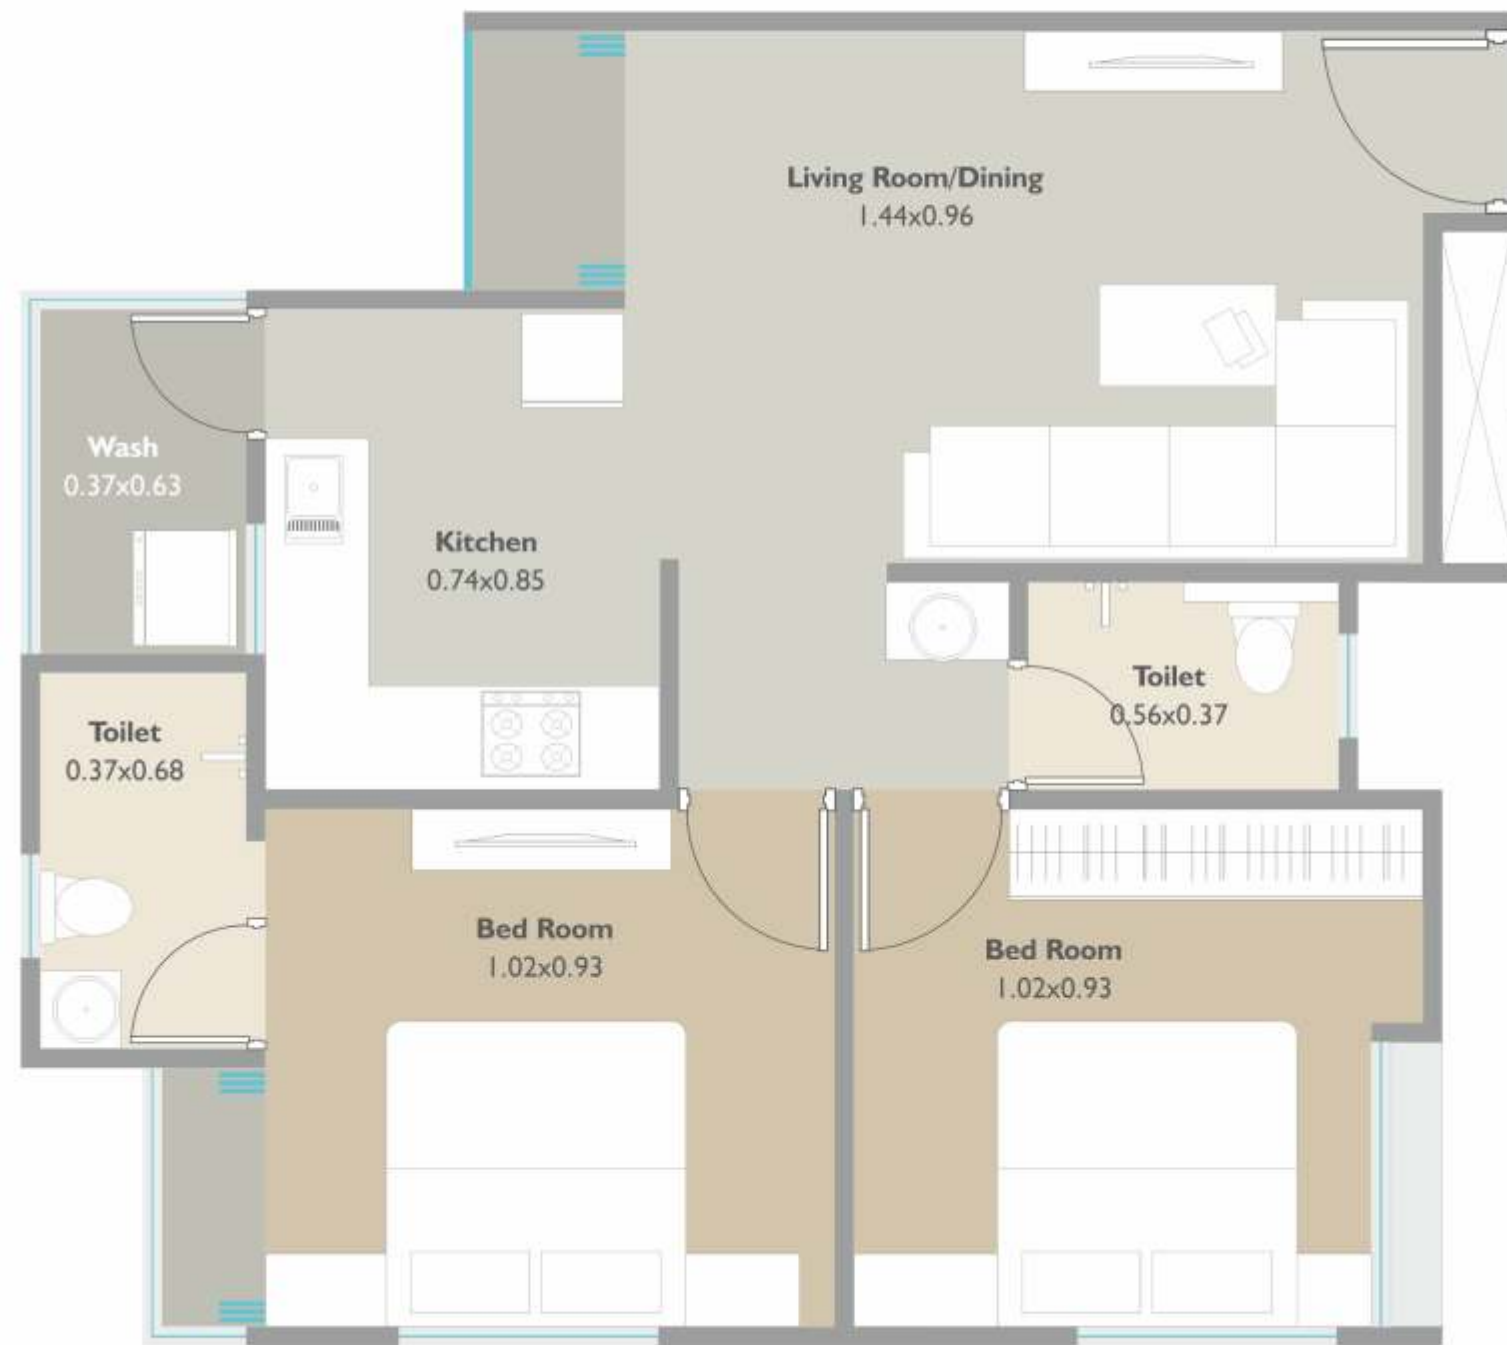 Living Room/Dining
1.44x0.96
Wash
0.37x0.63
Kitchen
0.74x0.85
Toilet
0.56x0.37
Toilet
0.37x0.68
Bed Room
1.02x0.93
Bed Room
1.02x0.93